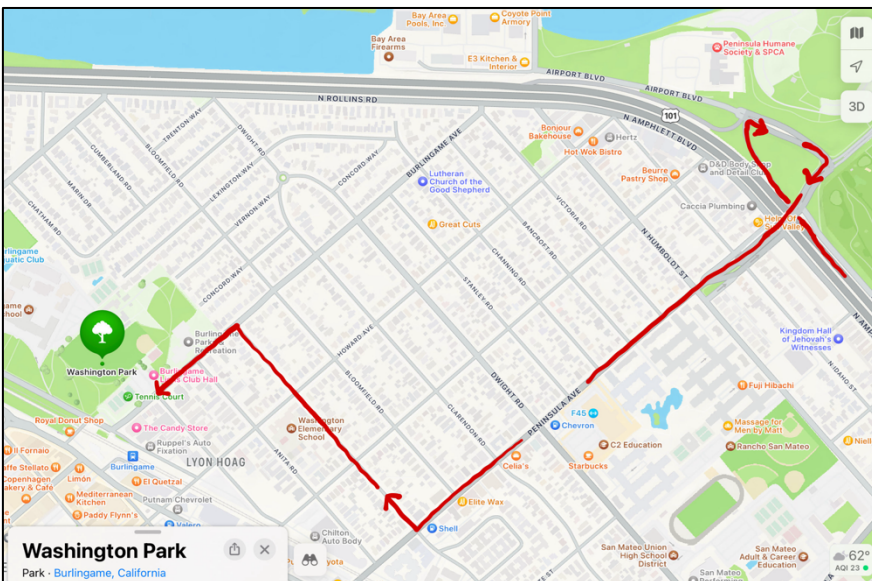 Bay Area
Pools, Inc
Coyote Point
Armory
Bay Area
Firearms
E3 Kitchen &
Interior
Peninsula Humane
Society & SPCA
AIRPORT BLVD
AIRPORT BLVD
3D
N ROLLINS RD
101
N AMPHLETT BLVD
TRENTON WAY
DWIGHT RD
BLOOMFIELD RD
CUMBERLAND RD
MARIN DR
LEXINGTON WAY
CHATHAM RD
VERNON WAY
CONCORD WAY
BURLINGAME AVE
Bonjour
Bakehouse
Hertz
Hot Wok Bistro
Lutheran
Church of the
Good Shepherd
Beurre
Pastry Shop
D&D Body Shop
and Detail Club
Caccia Plumbing
Great Cuts
VICTORIA RD
BANCROFT RD
CHANNING RD
STANLEY RD
N HUMBOLDT ST
CONCORD WAY
HOWARD AVE
Washington Park
Burlingame
Lions Club Hall
Tennis Court
The Candy Store
Royal Donut Shop
Ruppel's Auto
Fixation
LYON HOAG
Burlingame
Il Fornaio
Limón
El Quetzal
Mediterranean
Kitchen
Putnam Chevrolet
Paddy Flynn's
Valero
Washington
Elementary
School
ANITA RD
BLOOMFIELD RD
CLARENDON RD
DWIGHT RD
PENINSULA AVE
F45
Chevron
C2 Education
Celia's
Starbucks
Elite Wax
Shell
Chilton
Auto Body
Kingdom Hall
of Jehovah's
Witnesses
N IDAHO ST
Fuji Hibachi
Massage for
Men by Matt
Rancho San Mateo
San Mateo Union
High School
District
San Mateo
Adult & Career
Education
San Mateo
Washington Park
Park · Burlingame, California
62°
AQI 23